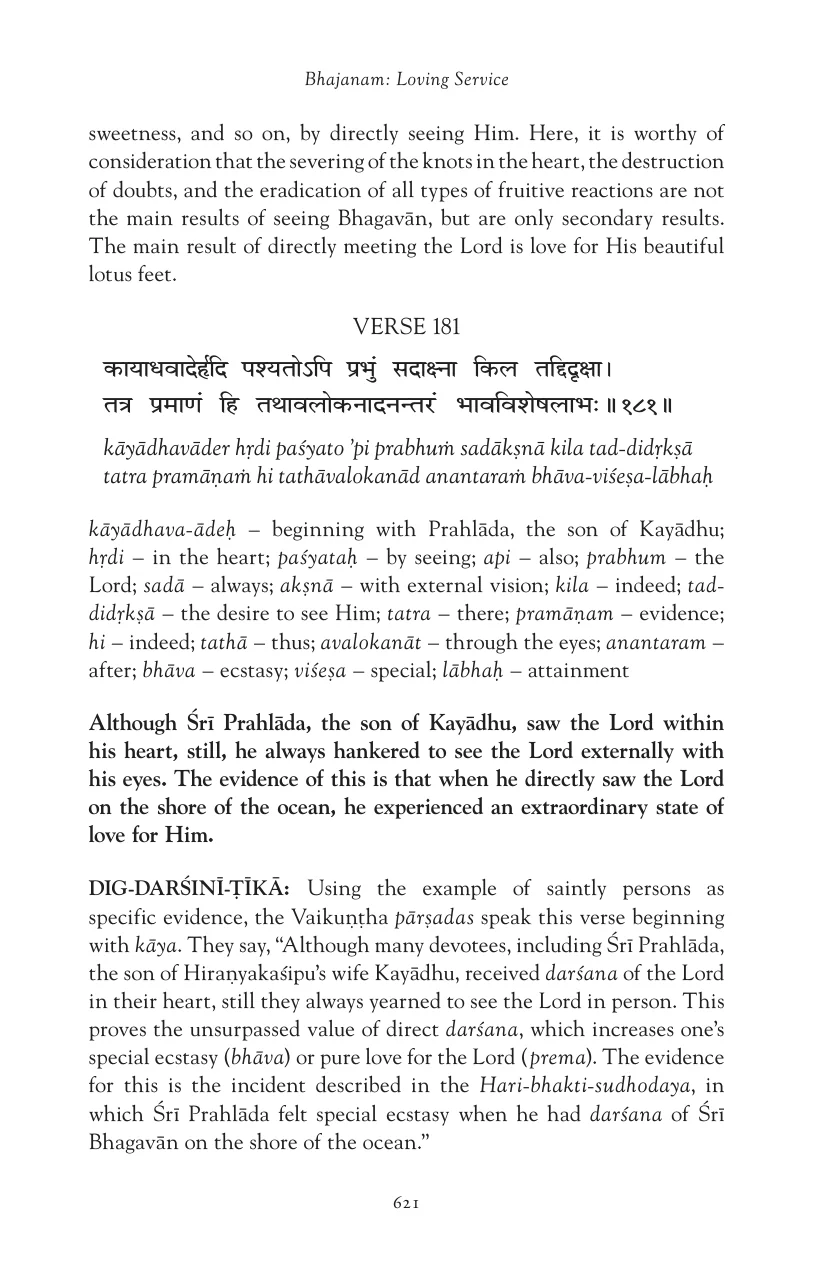 Bhajanam: Loving Service
sweetness, and so on, by directly seeing Him. Here, it is worthy of
consideration that the severing of the knots in the heart, the destruction
of doubts, and the eradication of all types of fruitive reactions are not
the main results of seeing Bhagavān, but are only secondary results.
The main result of directly meeting the Lord is love for His beautiful
lotus feet.
VERSE 181
कायाधवादेर्हृदि पश्यतोऽपि प्रभुं सदाक्ष्ना किल तद्दिदृक्षा।
तत्र प्रमाणं हि तथावलोकनादनन्तरं भावविशेषलाभः॥१८१॥
kāyādhavāder hṛdi paśyato ’pi prabhuṁ sadākṣnā kila tad-didṛkṣā
tatra pramāṇaṁ hi tathāvalokanād anantaraṁ bhāva-viśeṣa-lābhaḥ
kāyādhava-ādeḥ – beginning with Prahlāda, the son of Kayādhu;
hṛdi – in the heart; paśyataḥ – by seeing; api – also; prabhum – the
Lord; sadā – always; akṣnā – with external vision; kila – indeed; tad-
didṛkṣā – the desire to see Him; tatra – there; pramāṇam – evidence;
hi – indeed; tathā – thus; avalokanāt – through the eyes; anantaram –
after; bhāva – ecstasy; viśeṣa – special; lābhaḥ – attainment
Although Śrī Prahlāda, the son of Kayādhu, saw the Lord within
his heart, still, he always hankered to see the Lord externally with
his eyes. The evidence of this is that when he directly saw the Lord
on the shore of the ocean, he experienced an extraordinary state of
love for Him.
DIG-DARŚINĪ-ṬĪKĀ: Using the example of saintly persons as
specific evidence, the Vaikuṇṭha pārṣadas speak this verse beginning
with kāya. They say, “Although many devotees, including Śrī Prahlāda,
the son of Hiraṇyakaśipu’s wife Kayādhu, received darśana of the Lord
in their heart, still they always yearned to see the Lord in person. This
proves the unsurpassed value of direct darśana, which increases one’s
special ecstasy (bhāva) or pure love for the Lord (prema). The evidence
for this is the incident described in the Hari-bhakti-sudhodaya, in
which Śrī Prahlāda felt special ecstasy when he had darśana of Śrī
Bhagavān on the shore of the ocean.”
621